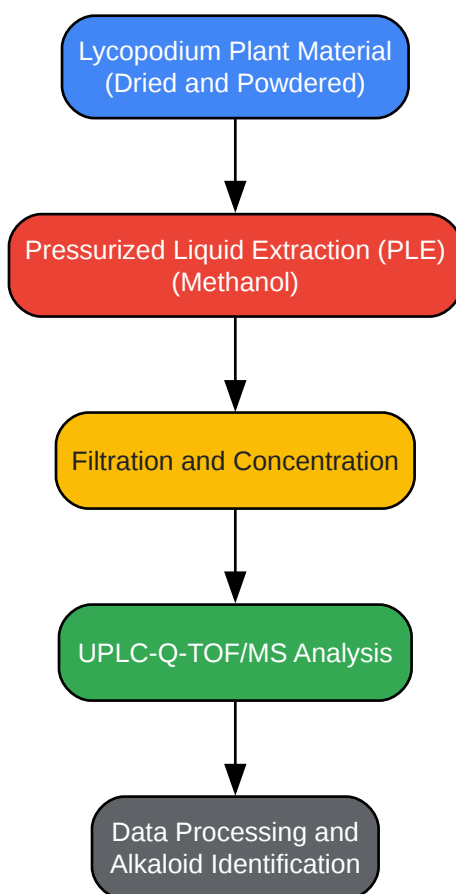 Lycopodium Plant Material
(Dried and Powdered)
Pressurized Liquid Extraction (PLE)
(Methanol)
Filtration and Concentration
UPLC-Q-TOF/MS Analysis
Data Processing and
Alkaloid Identification